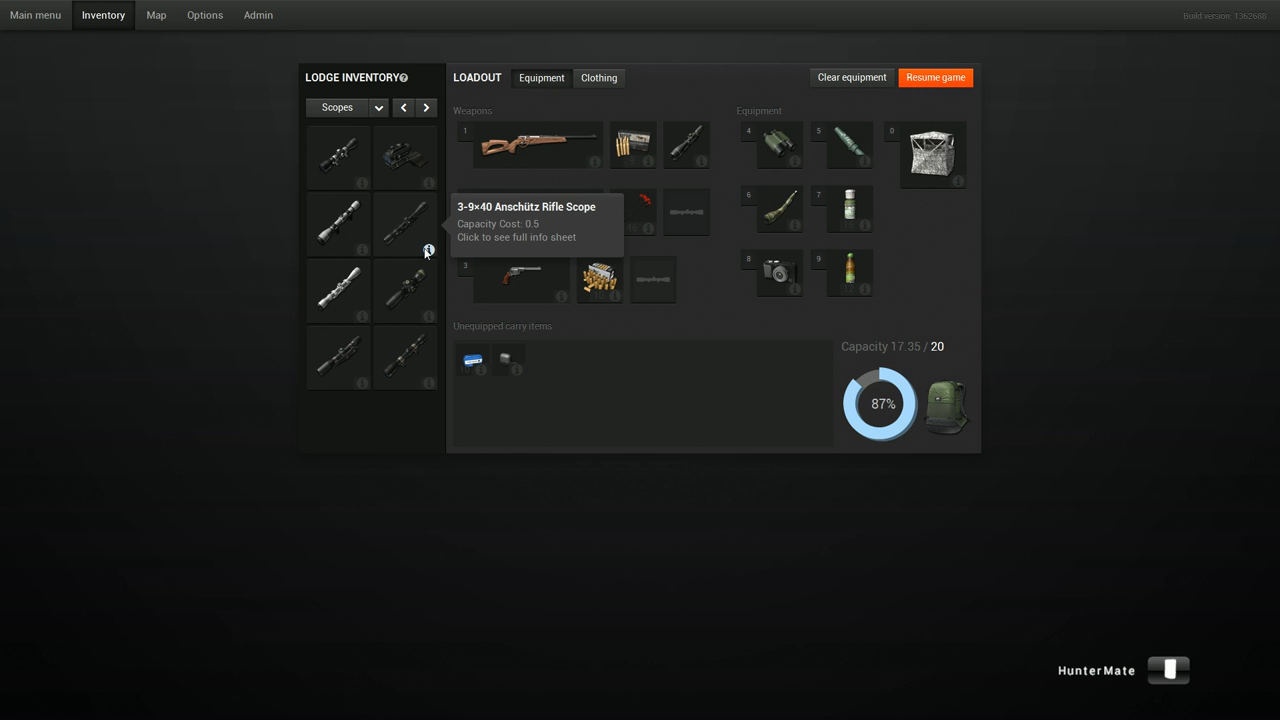 Main menu
Inventory
Map
Options
Admin
Build version: 1362688
LODGE INVENTORY
LOADOUT
Equipment
Clothing
Clear equipment
Resume game
Scopes
Weapons
Equipment
1
4
5
0
3-9×40 Anschütz Rifle Scope
Capacity Cost: 0.5
Click to see full info sheet
6
7
3
8
9
Unequipped carry items
Capacity 17.35 / 20
87%
HunterMate